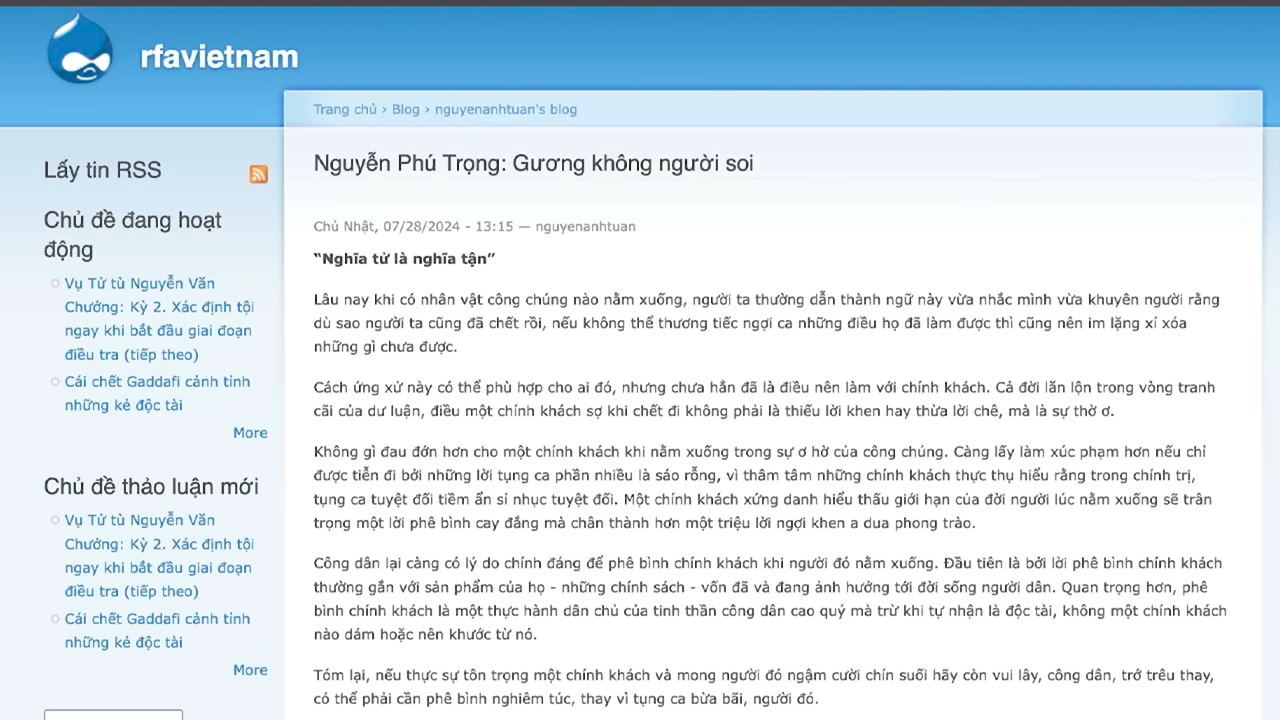 rfavietnam
Trang chủ › Blog › nguyenanhtuan's blog
Lấy tin RSS
Chủ đề đang hoạt
động
Vụ Tử tù Nguyễn Văn
Chưởng: Kỳ 2. Xác định tội
ngay khi bắt đầu giai đoạn
điều tra (tiếp theo)
Cái chết Gaddafi cảnh tỉnh
những kẻ độc tài
More
Chủ đề thảo luận mới
Vụ Tử tù Nguyễn Văn
Chưởng: Kỳ 2. Xác định tội
ngay khi bắt đầu giai đoạn
điều tra (tiếp theo)
Cái chết Gaddafi cảnh tỉnh
những kẻ độc tài
More
Nguyễn Phú Trọng: Gương không người soi
Chủ Nhật, 07/28/2024 - 13:15 — nguyenanhtuan
“Nghĩa tử là nghĩa tận”
Lâu nay khi có nhân vật công chúng nào nằm xuống, người ta thường dẫn thành ngữ này vừa nhắc mình vừa khuyên người rằng
dù sao người ta cũng đã chết rồi, nếu không thể thương tiếc ngợi ca những điều họ đã làm được thì cũng nên im lặng xí xóa
những gì chưa được.
Cách ứng xử này có thể phù hợp cho ai đó, nhưng chưa hẳn đã là điều nên làm với chính khách. Cả đời lăn lộn trong vòng tranh
cãi của dư luận, điều một chính khách sợ khi chết đi không phải là thiếu lời khen hay thừa lời chê, mà là sự thờ ơ.
Không gì đau đớn hơn cho một chính khách khi nằm xuống trong sự ơ hờ của công chúng. Càng lấy làm xúc phạm hơn nếu chỉ
được tiễn đi bởi những lời tụng ca phần nhiều là sáo rỗng, vì thâm tâm những chính khách thực thụ hiểu rằng trong chính trị,
tụng ca tuyệt đối tiềm ẩn sỉ nhục tuyệt đối. Một chính khách xứng danh hiểu thấu giới hạn của đời người lúc nằm xuống sẽ trân
trọng một lời phê bình cay đắng mà chân thành hơn một triệu lời ngợi khen a dua phong trào.
Công dân lại càng có lý do chính đáng để phê bình chính khách khi người đó nằm xuống. Đầu tiên là bởi lời phê bình chính khách
thường gắn với sản phẩm của họ - những chính sách - vốn đã và đang ảnh hưởng tới đời sống người dân. Quan trọng hơn, phê
bình chính khách là một thực hành dân chủ của tinh thần công dân cao quý mà trừ khi tự nhận là độc tài, không một chính khách
nào dám hoặc nên khước từ nó.
Tóm lại, nếu thực sự tôn trọng một chính khách và mong người đó ngậm cười chín suối hãy còn vui lây, công dân, trớ trêu thay,
có thể phải cần phê bình nghiêm túc, thay vì tụng ca bừa bãi, người đó.